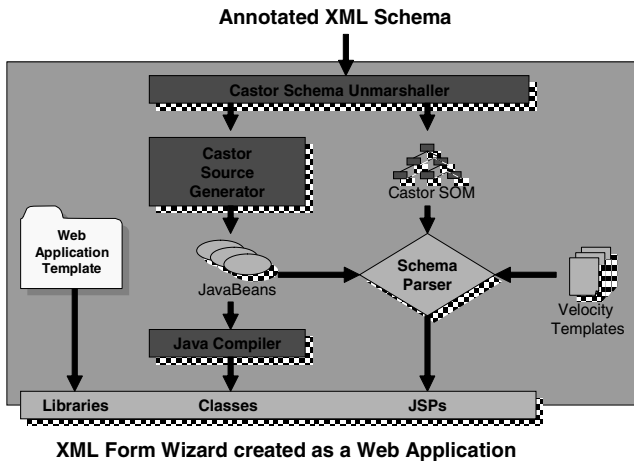 Annotated XML Schema
Castor Schema Unmarshaller
Castor
Source
Generator
Castor SOM
Web
Application
Template
JavaBeans
Schema
Parser
Velocity
Templates
Java Compiler
Libraries
Classes
JSPs
XML Form Wizard created as a Web Application